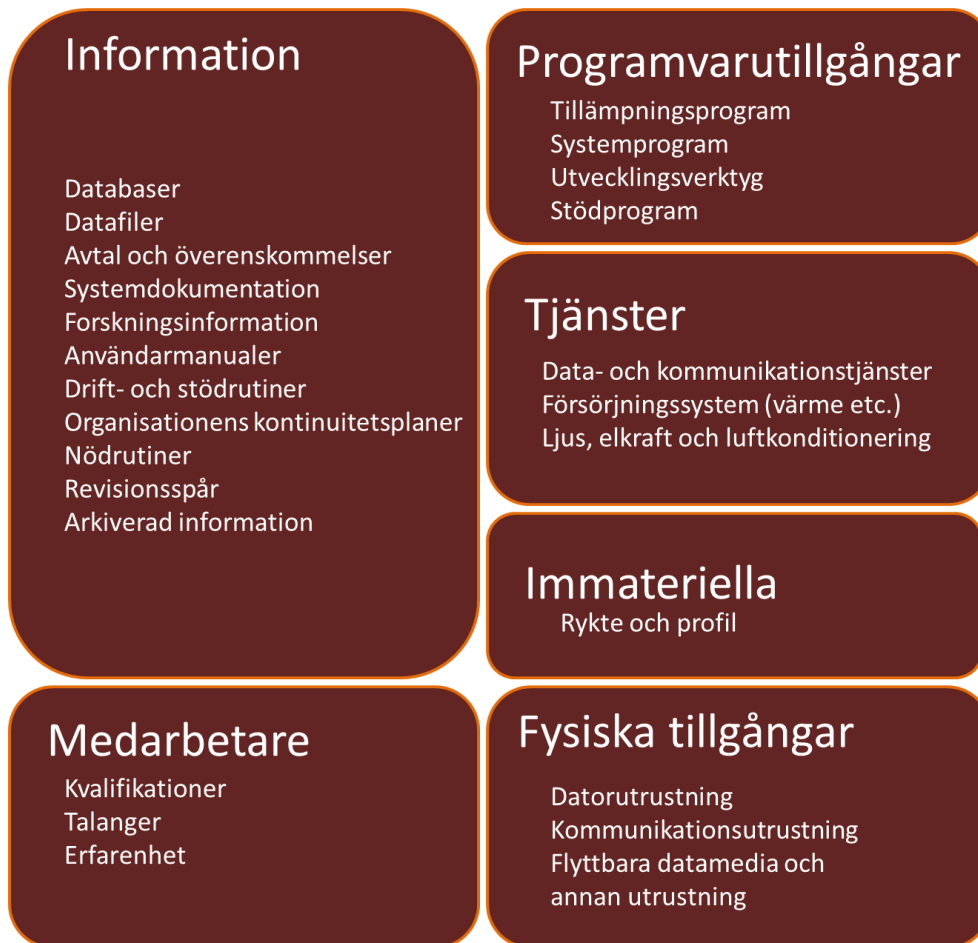 Information
Databaser
Datafiler
Avtal och överenskommelser
Systemdokumentation
Forskningsinformation
Användarmanualer
Drift- och stödrutiner
Organisationens kontinuitetsplaner
Nödrutiner
Revisionsspår
Arkiverad information
Programvarutillgångar
Tillämpningsprogram
Systemprogram
Utvecklingsverktyg
Stödprogram
Tjänster
Data- och kommunikationstjänster
Försörjningssystem (värme etc.)
Ljus, elkraft och luftkonditionering
Immateriella
Rykte och profil
Medarbetare
Kvalifikationer
Talanger
Erfarenhet
Fysiska tillgångar
Datorutrustning
Kommunikationsutrustning
Flyttbara datamedia och
annan utrustning